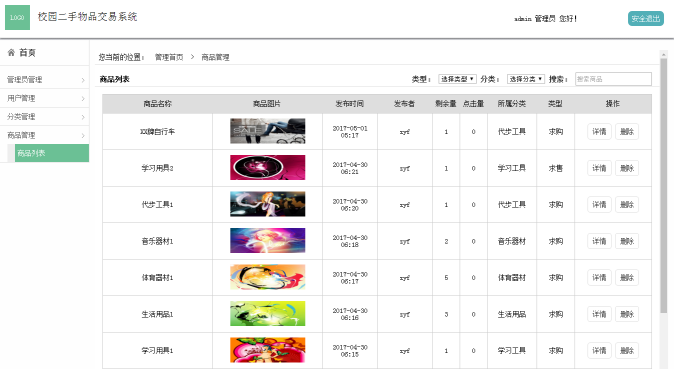 LOGO 校园二手物品交易系统 admin 管理员 您好! 安全退出
首页
管理员管理
用户管理
分类管理
商品管理
商品列表
您当前的位置: 管理首页 > 商品管理
商品列表 类型: 选择类型 分类: 选择分类 搜索: 搜索商品
商品名称 商品图片 发布时间 发布者 剩余量 点击量 所属分类 类型 操作
XX牌自行车 SALE 2017-05-01 05:17 xyf 1 0 代步工具 求购 详情 删除
学习用具2 2017-04-30 06:21 xyf 1 0 学习工具 求售 详情 删除
代步工具1 2017-04-30 06:20 xyf 1 0 代步工具 求购 详情 删除
音乐器材1 2017-04-30 06:18 xyf 2 0 音乐器材 求购 详情 删除
体育器材1 2017-04-30 06:17 xyf 5 0 体育器材 求购 详情 删除
生活用品1 2017-04-30 06:16 xyf 3 0 生活用品 求购 详情 删除
学习用具1 2017-04-30 06:15 xyf 1 0 学习工具 求购 详情 删除